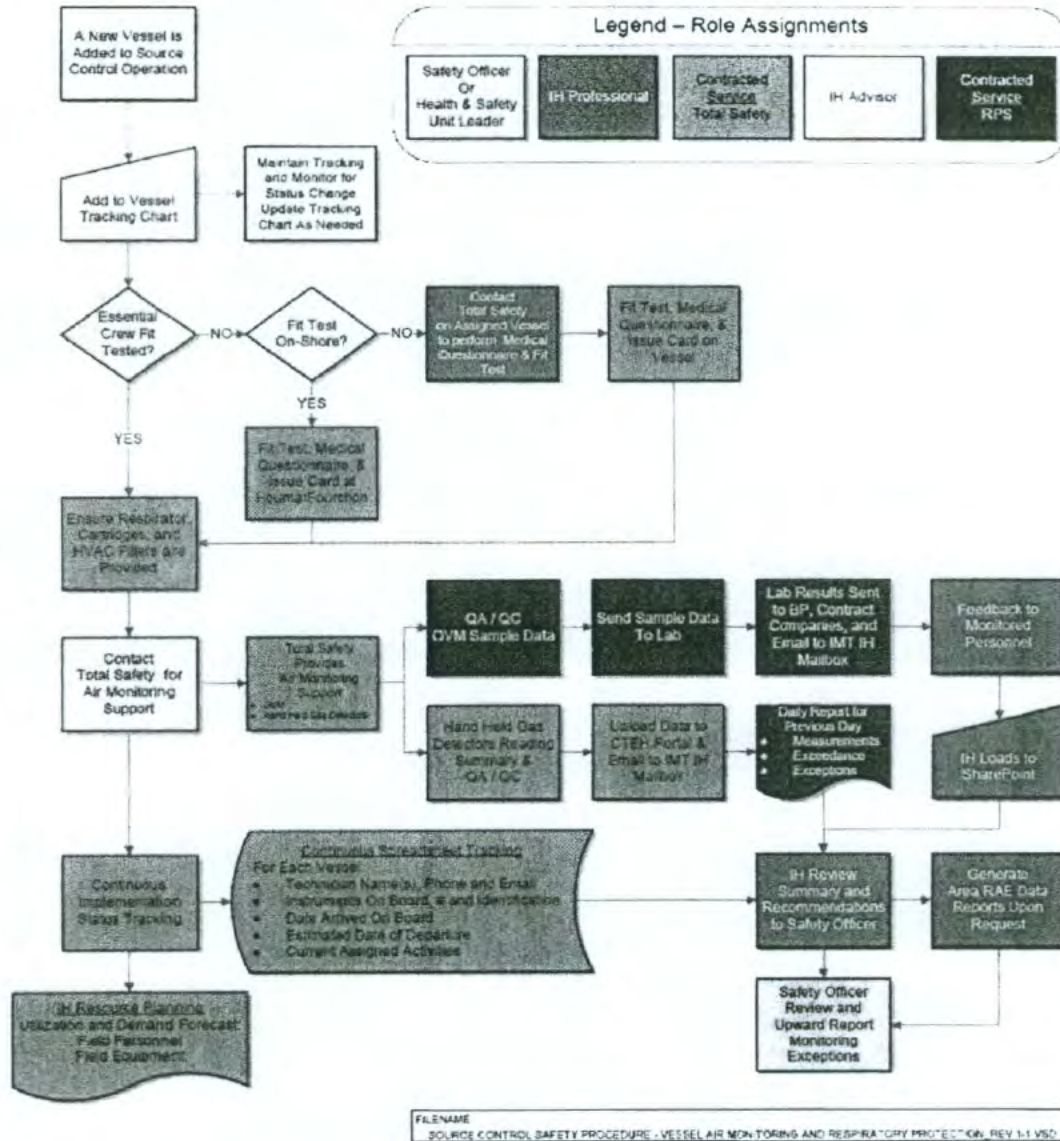 A New Vessel is
Added to Source
Control Operation
Legend – Role Assignments
Safety Officer
Or
Health & Safety
Unit Leader
IH Professional
Contracted
Service
Total Safety
IH Advisor
Contracted
Service
RPS
Add to Vessel
Tracking Chart
Maintain Tracking
and Monitor for
Status Change
Update Tracking
Chart As Needed
Essential
Crew Fit
Tested?
NO
Fit Test
On-Shore?
NO
Contact
Total Safety
on Assigned Vessel
to perform Medical
Questionnaire & Fit
Test
Fit Test, Medical
Questionnaire, &
Issue Card on
Vessel
YES
YES
Fit Test, Medical
Questionnaire, &
Issue Card at
Houma/Fourchon
Ensure Respirator,
Cartridges, and
HVAC Filters are
Provided
Contact
Total Safety for
Air Monitoring
Support
Total Safety
Provides
Air Monitoring
Support
Hand Held Gas Detectors
QA / QC
OVM Sample Data
Send Sample Data
To Lab
Lab Results Sent
to BP, Contract
Companies, and
Email to IMT IH
Mailbox
Feedback to
Monitored
Personnel
Hand Held Gas
Detectors Reading
Summary &
QA / QC
Upload Data to
CTEH Portal &
Email to IMT IH
Mailbox
Daily Report for
Previous Day
• Measurements
• Exceedance
• Exceptions
IH Loads to
SharePoint
Continuous
Implementation
Status Tracking
Continuous Spreadsheet Tracking
For Each Vessel
• Technician Name(s), Phone and Email
• Instruments On Board, # and Identification
• Date Arrived On Board
• Estimated Date of Departure
• Current Assigned Activities
IH Review
Summary and
Recommendations
to Safety Officer
Generate
Area RAE Data
Reports Upon
Request
IH Resource Planning
Utilization and Demand Forecast
Field Personnel
Field Equipment
Safety Officer
Review and
Upward Report
Monitoring
Exceptions
FILENAME
SOURCE CONTROL SAFETY PROCEDURE - VESSEL AIR MONITORING AND RESPIRATORY PROTECTION, REV 1-1.VSD